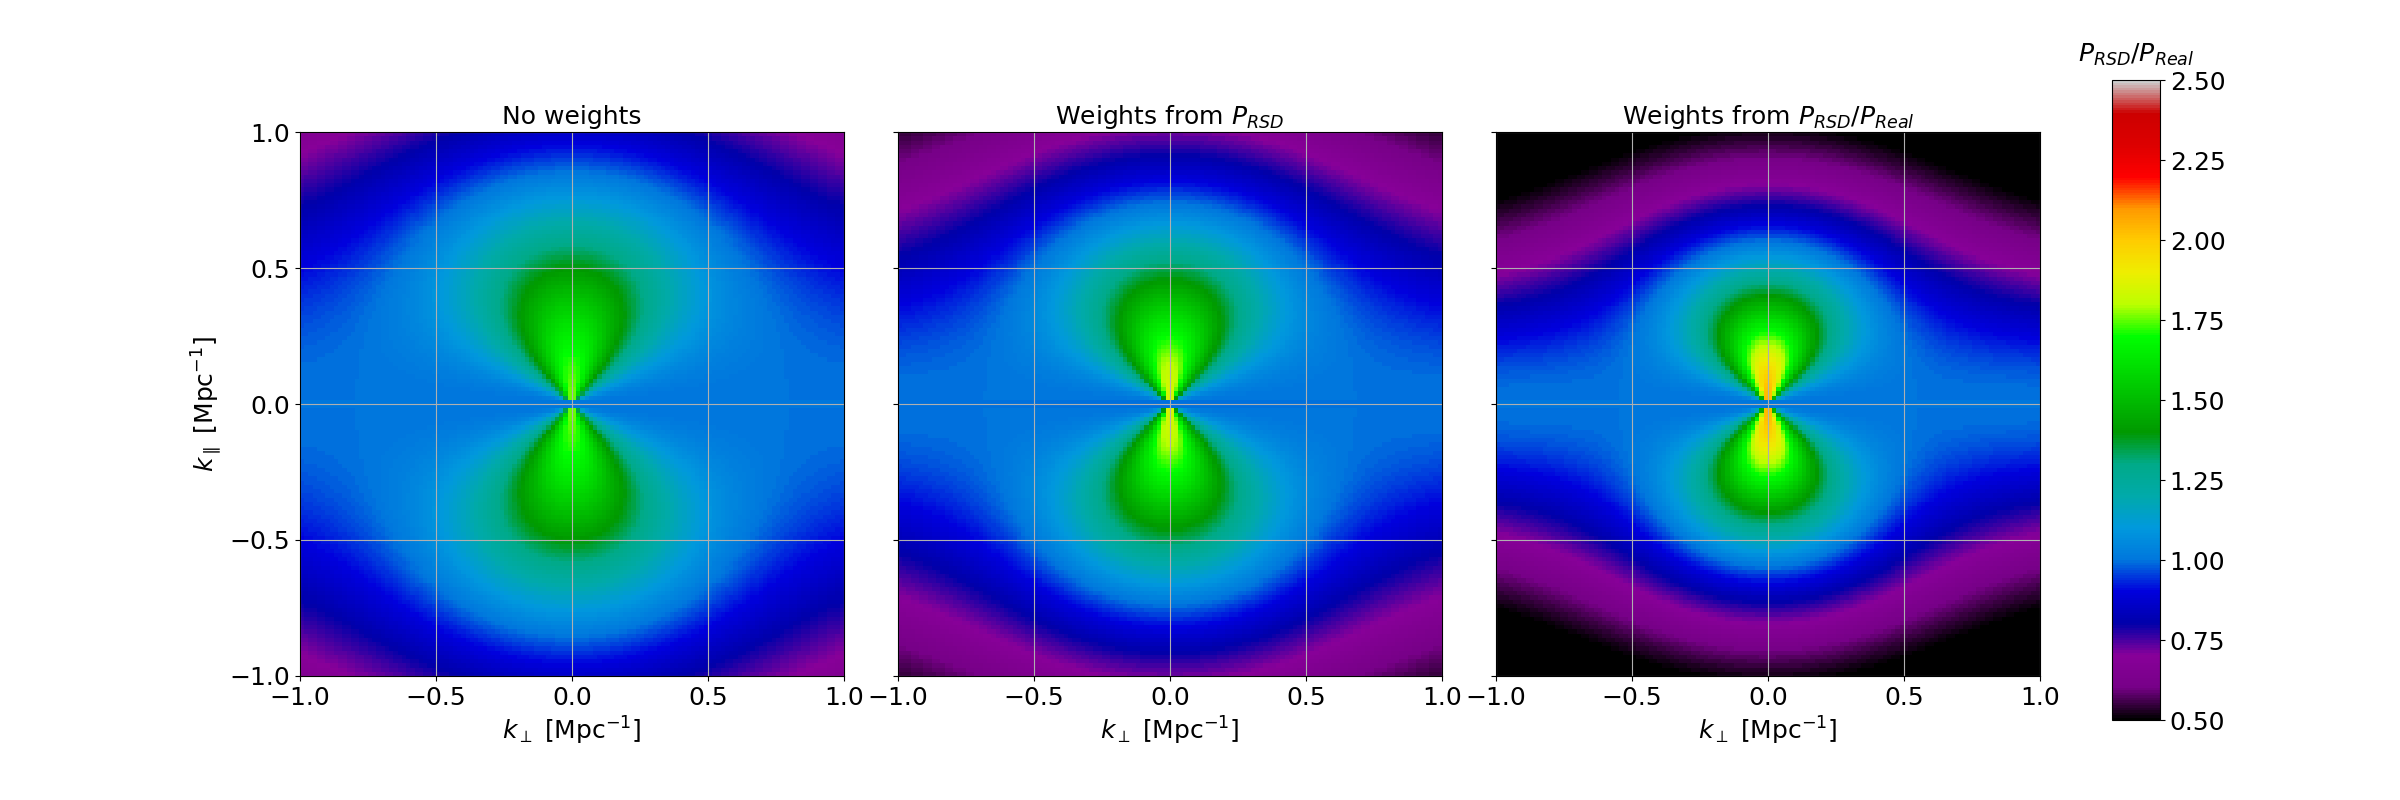 P_RSD/P_Real
No weights
Weights from P_RSD
Weights from P_RSD/P_Real
1.0
0.5
0.0
−0.5
−1.0
k_∥ [Mpc⁻¹]
−1.0 −0.5 0.0 0.5 1.0
k_⊥ [Mpc⁻¹]
−1.0 −0.5 0.0 0.5 1.0
k_⊥ [Mpc⁻¹]
−1.0 −0.5 0.0 0.5 1.0
k_⊥ [Mpc⁻¹]
2.50
2.25
2.00
1.75
1.50
1.25
1.00
0.75
0.50